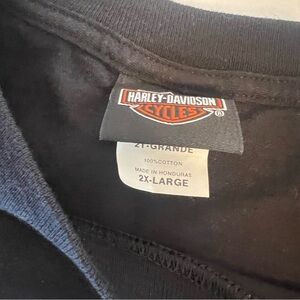 HARLEY-DAVIDSON
CYCLES®
2T-GRANDE
100% COTTON
MADE IN HONDURAS
2X-LARGE